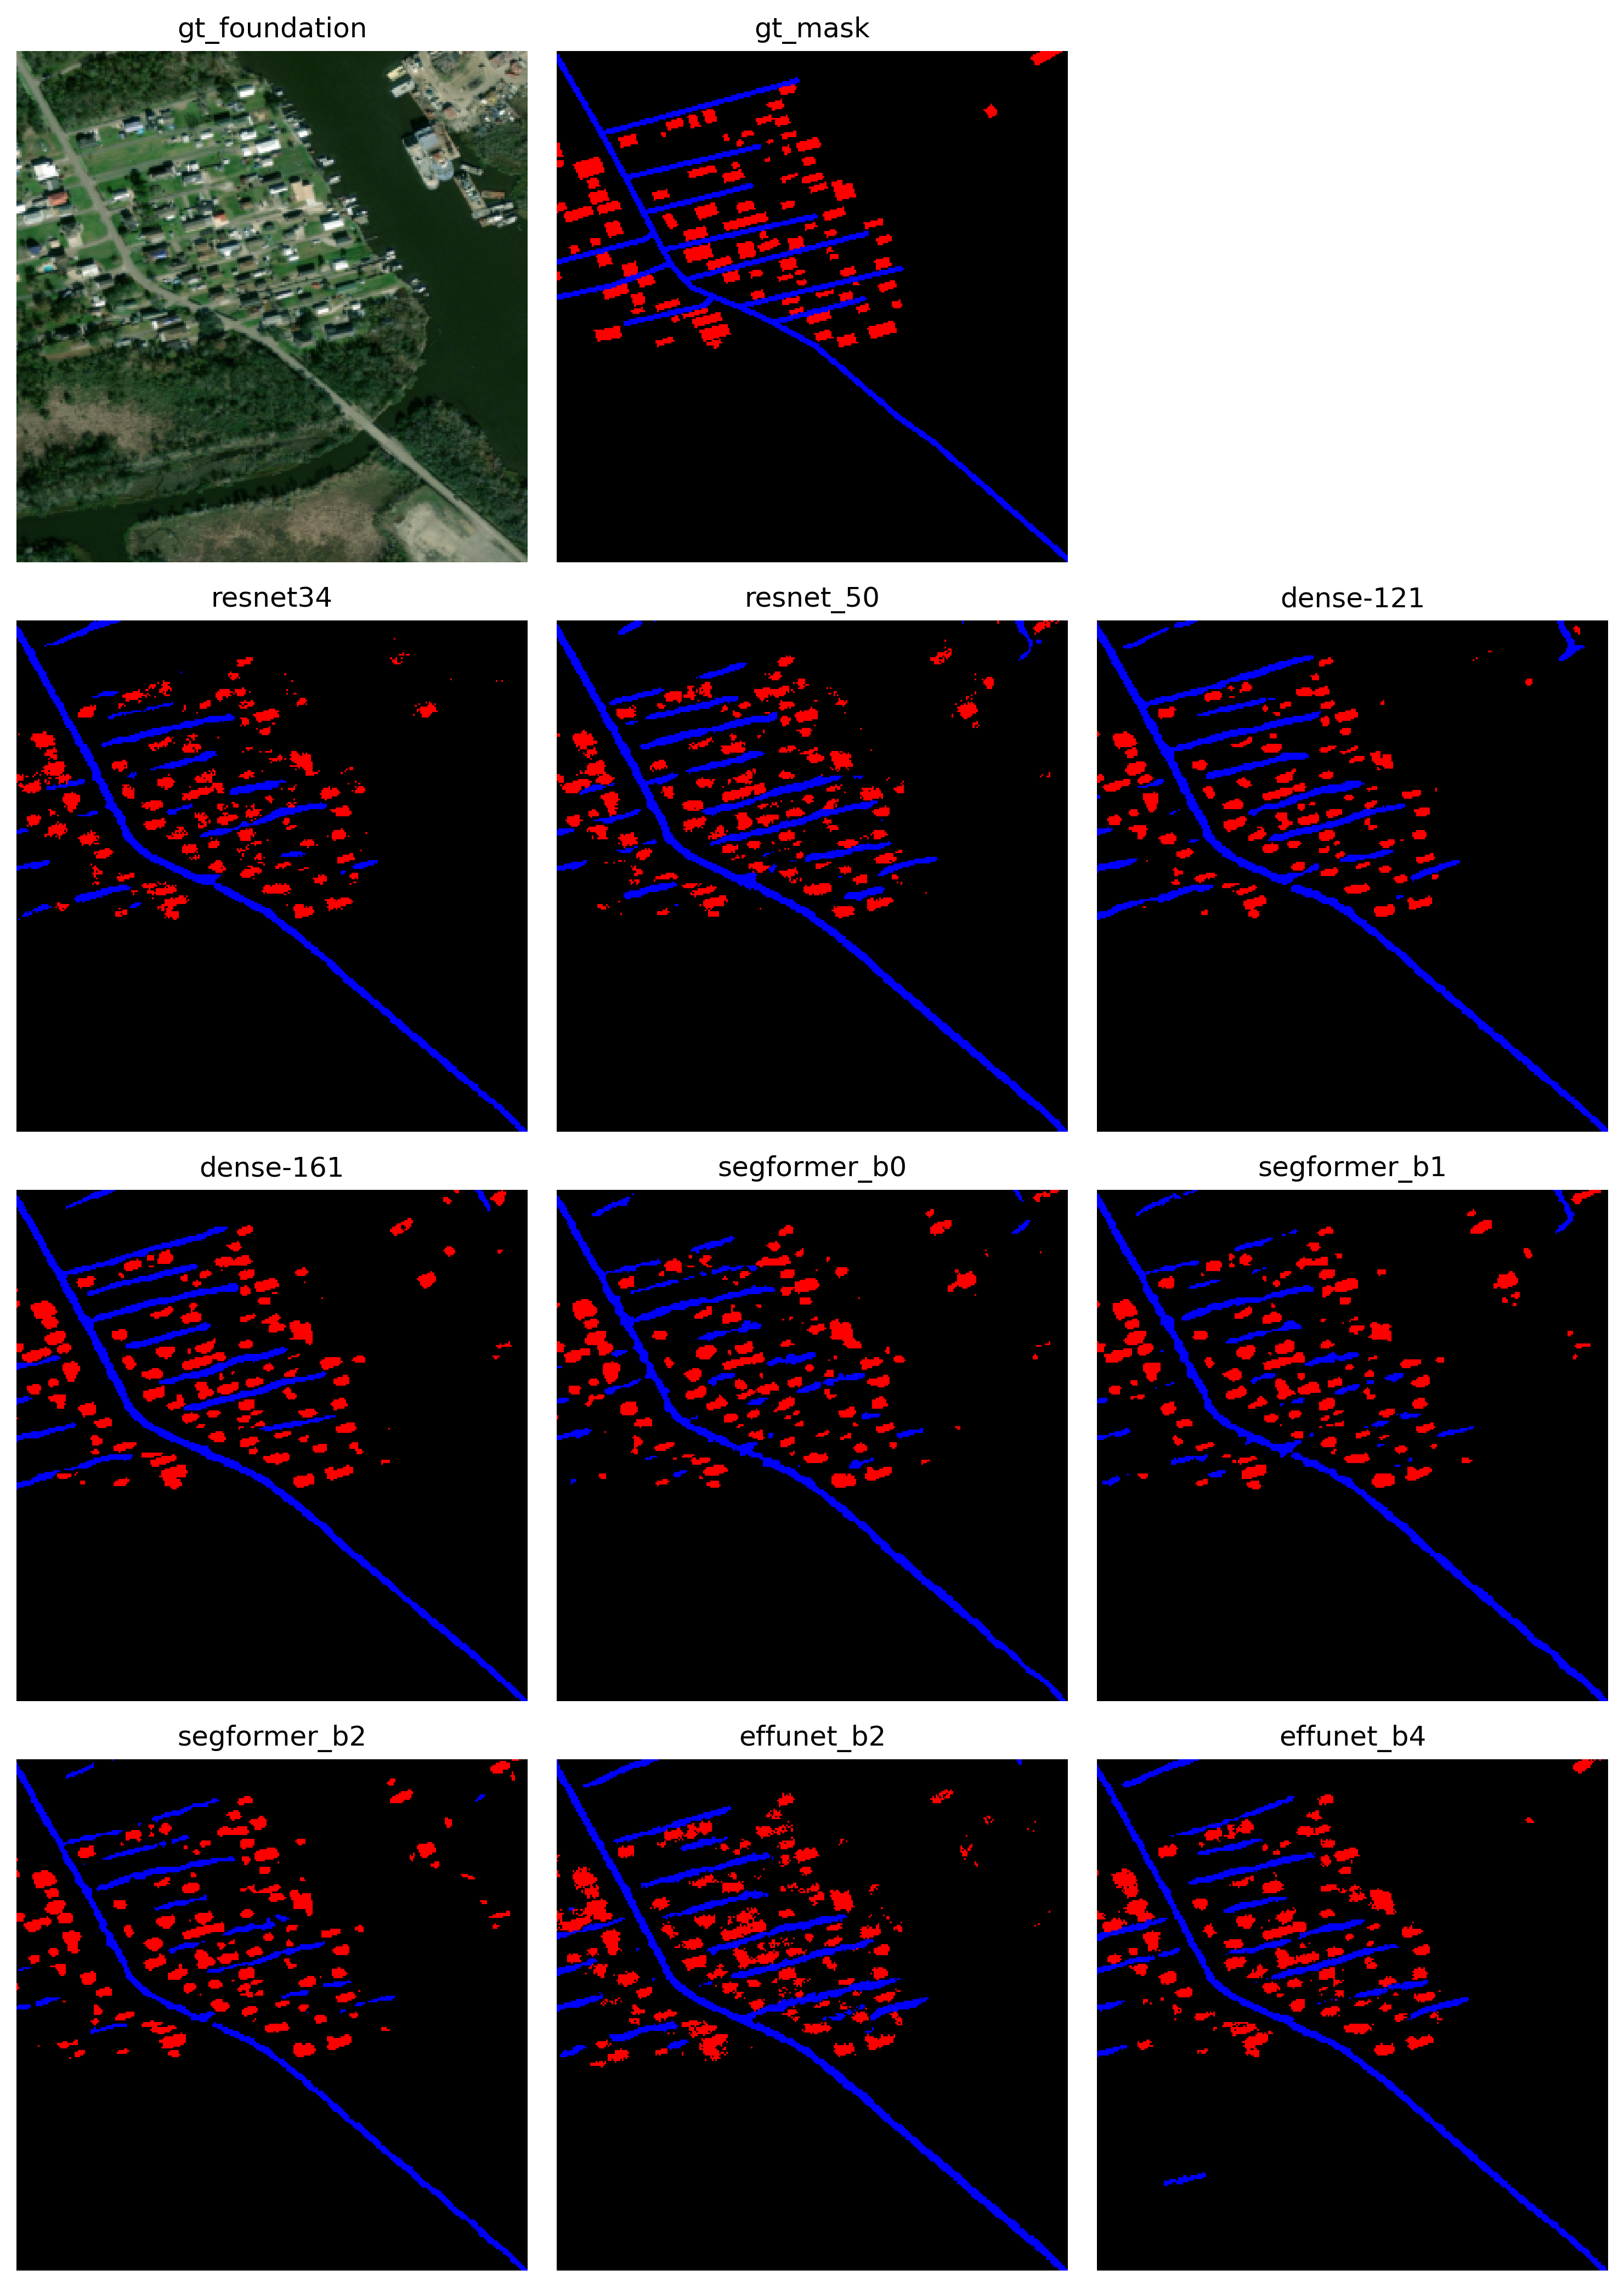 gt_foundation
gt_mask
resnet34
resnet_50
dense-121
dense-161
segformer_b0
segformer_b1
segformer_b2
effunet_b2
effunet_b4